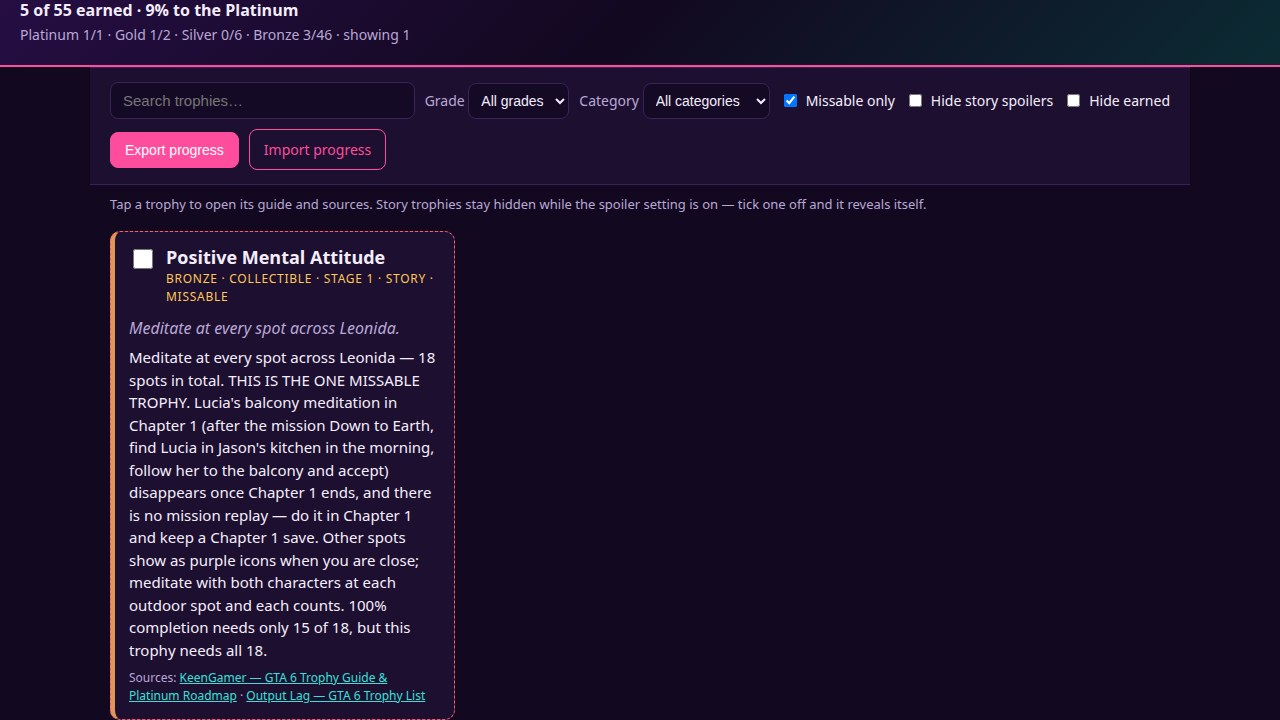 5 of 55 earned · 9% to the Platinum
Platinum 1/1 · Gold 1/2 · Silver 0/6 · Bronze 3/46 · showing 1
Search trophies…
Grade All grades Category All categories Missable only Hide story spoilers Hide earned
Export progress Import progress
Tap a trophy to open its guide and sources. Story trophies stay hidden while the spoiler setting is on — tick one off and it reveals itself.
Positive Mental Attitude
BRONZE · COLLECTIBLE · STAGE 1 · STORY ·
MISSABLE
Meditate at every spot across Leonida.
Meditate at every spot across Leonida — 18
spots in total. THIS IS THE ONE MISSABLE
TROPHY. Lucia's balcony meditation in
Chapter 1 (after the mission Down to Earth,
find Lucia in Jason's kitchen in the morning,
follow her to the balcony and accept)
disappears once Chapter 1 ends, and there
is no mission replay — do it in Chapter 1
and keep a Chapter 1 save. Other spots
show as purple icons when you are close;
meditate with both characters at each
outdoor spot and each counts. 100%
completion needs only 15 of 18, but this
trophy needs all 18.
Sources: KeenGamer — GTA 6 Trophy Guide &
Platinum Roadmap · Output Lag — GTA 6 Trophy List